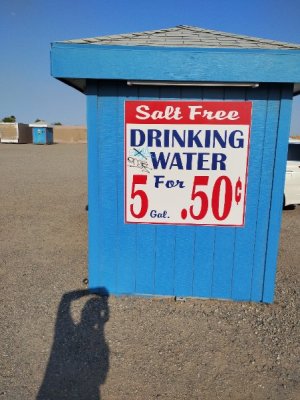 Salt Free
DRINKING
WATER
5 Gal. For .50¢